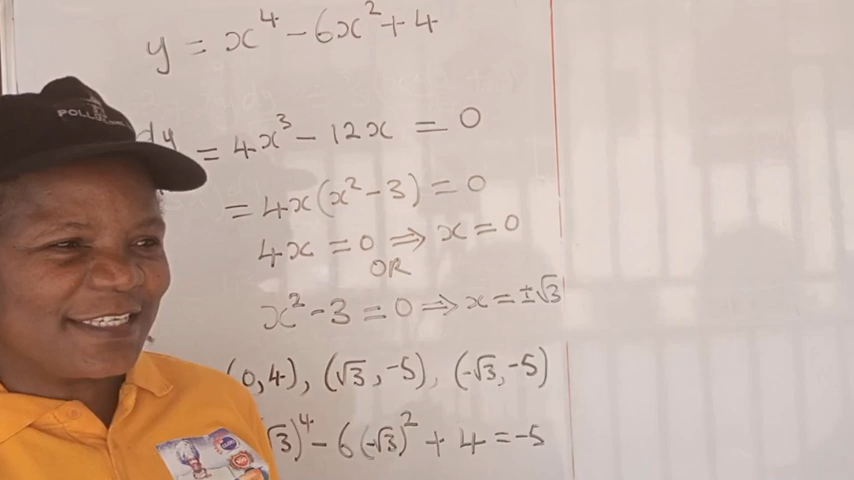 y = x⁴ - 6x² + 4
dy = 4x³ - 12x = 0
= 4x(x² - 3) = 0
4x = 0 ⇒ x = 0
OR
x² - 3 = 0 ⇒ x = ±√3
(0,4), (√3, -5), (-√3, -5)
√3)⁴ - 6(-√3)² + 4 = -5